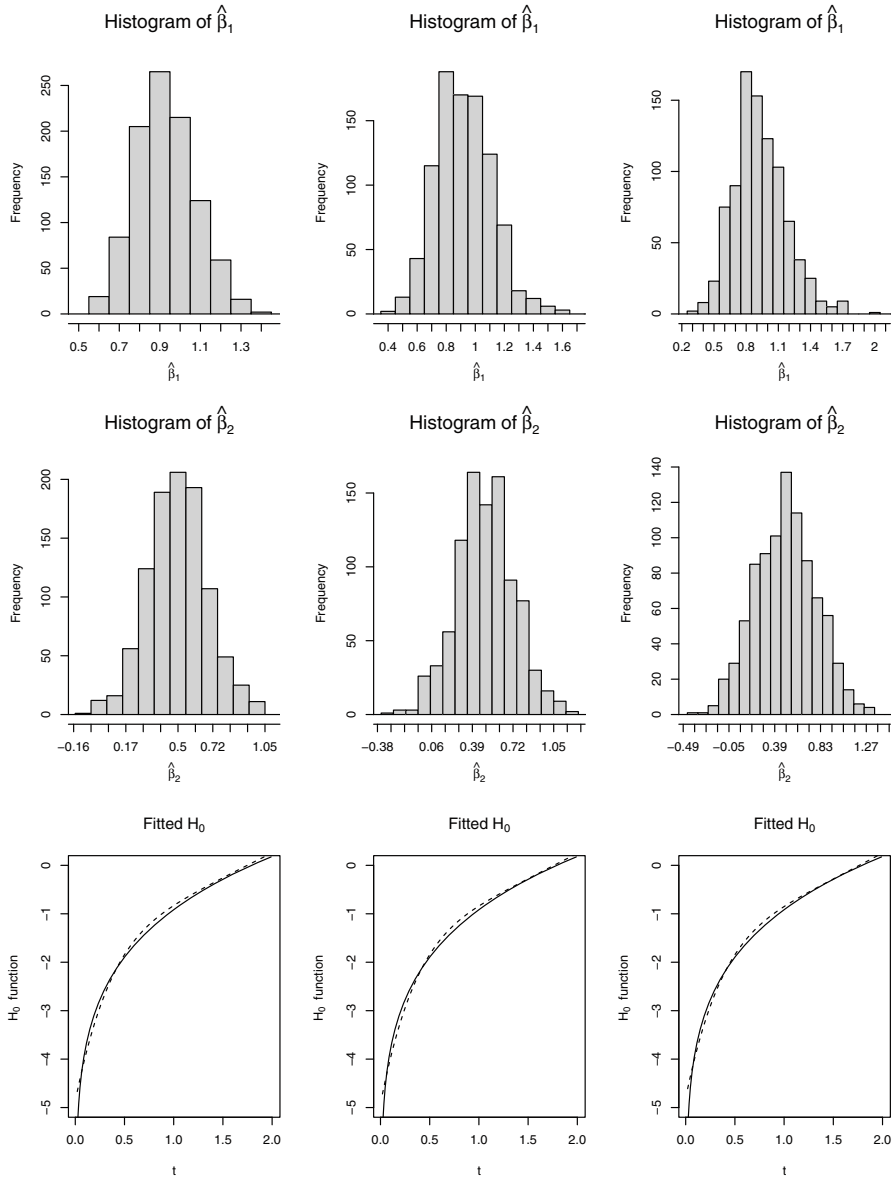 Histogram of β̂₁
Frequency
0 50 100 150 200 250
0.5 0.7 0.9 1.1 1.3
β̂₁
Histogram of β̂₁
Frequency
0 50 100 150
0.4 0.6 0.8 1 1.2 1.4 1.6
β̂₁
Histogram of β̂₁
Frequency
0 50 100 150
0.2 0.5 0.8 1.1 1.4 1.7 2
β̂₁
Histogram of β̂₂
Frequency
0 50 100 150 200
−0.16 0.17 0.5 0.72 1.05
β̂₂
Histogram of β̂₂
Frequency
0 50 100 150
−0.38 0.06 0.39 0.72 1.05
β̂₂
Histogram of β̂₂
Frequency
0 20 40 60 80 100 120 140
−0.49 −0.05 0.39 0.83 1.27
β̂₂
Fitted H₀
H₀ function
−5 −4 −3 −2 −1 0
0.0 0.5 1.0 1.5 2.0
t
Fitted H₀
H₀ function
−5 −4 −3 −2 −1 0
0.0 0.5 1.0 1.5 2.0
t
Fitted H₀
H₀ function
−5 −4 −3 −2 −1 0
0.0 0.5 1.0 1.5 2.0
t